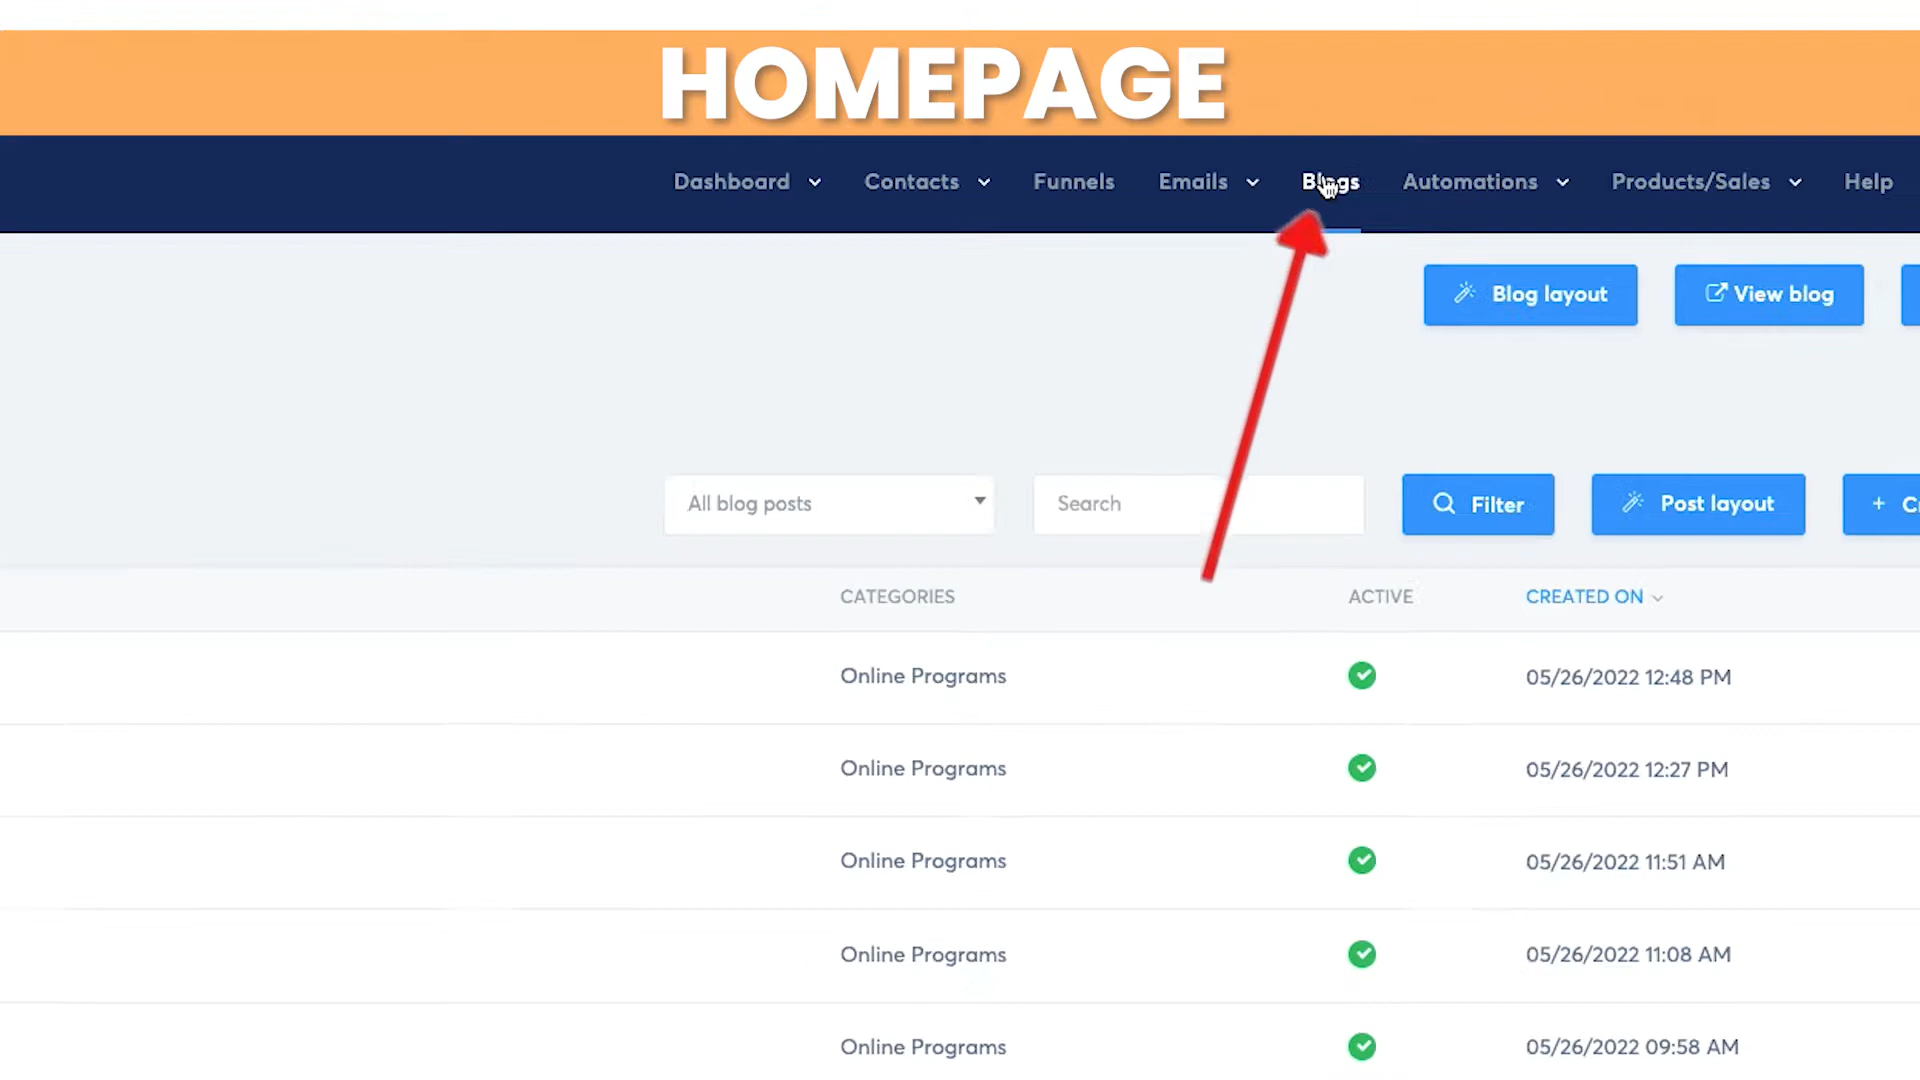 HOMEPAGE
Dashboard Contacts Funnels Emails Blogs Automations Products/Sales Help
Blog layout View blog
All blog posts Search Filter Post layout +
CATEGORIES ACTIVE CREATED ON
Online Programs 05/26/2022 12:48 PM
Online Programs 05/26/2022 12:27 PM
Online Programs 05/26/2022 11:51 AM
Online Programs 05/26/2022 11:08 AM
Online Programs 05/26/2022 09:58 AM